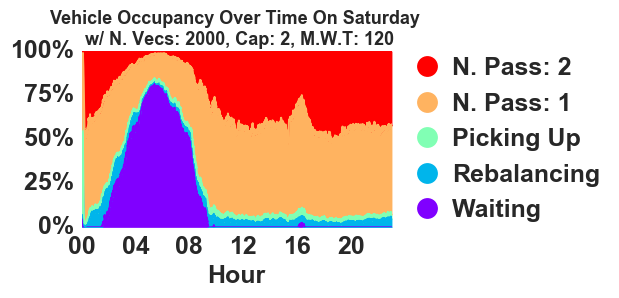 Vehicle Occupancy Over Time On Saturday
w/ N. Vecs: 2000, Cap: 2, M.W.T: 120
100%
75%
50%
25%
0%
00 04 08 12 16 20
Hour
N. Pass: 2
N. Pass: 1
Picking Up
Rebalancing
Waiting